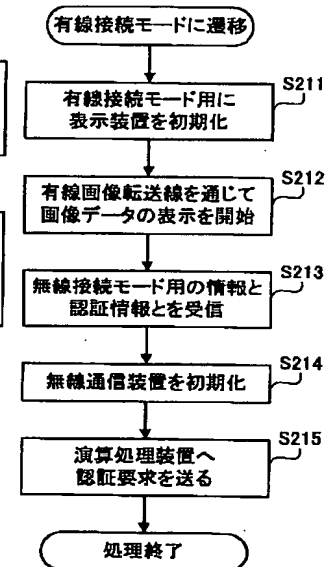 有線接続モードに遷移
S211
有線接続モード用に
表示装置を初期化
S212
有線画像転送線を通じて
画像データの表示を開始
S213
無線接続モード用の情報と
認証情報とを受信
S214
無線通信装置を初期化
S215
演算処理装置へ
認証要求を送る
処理終了